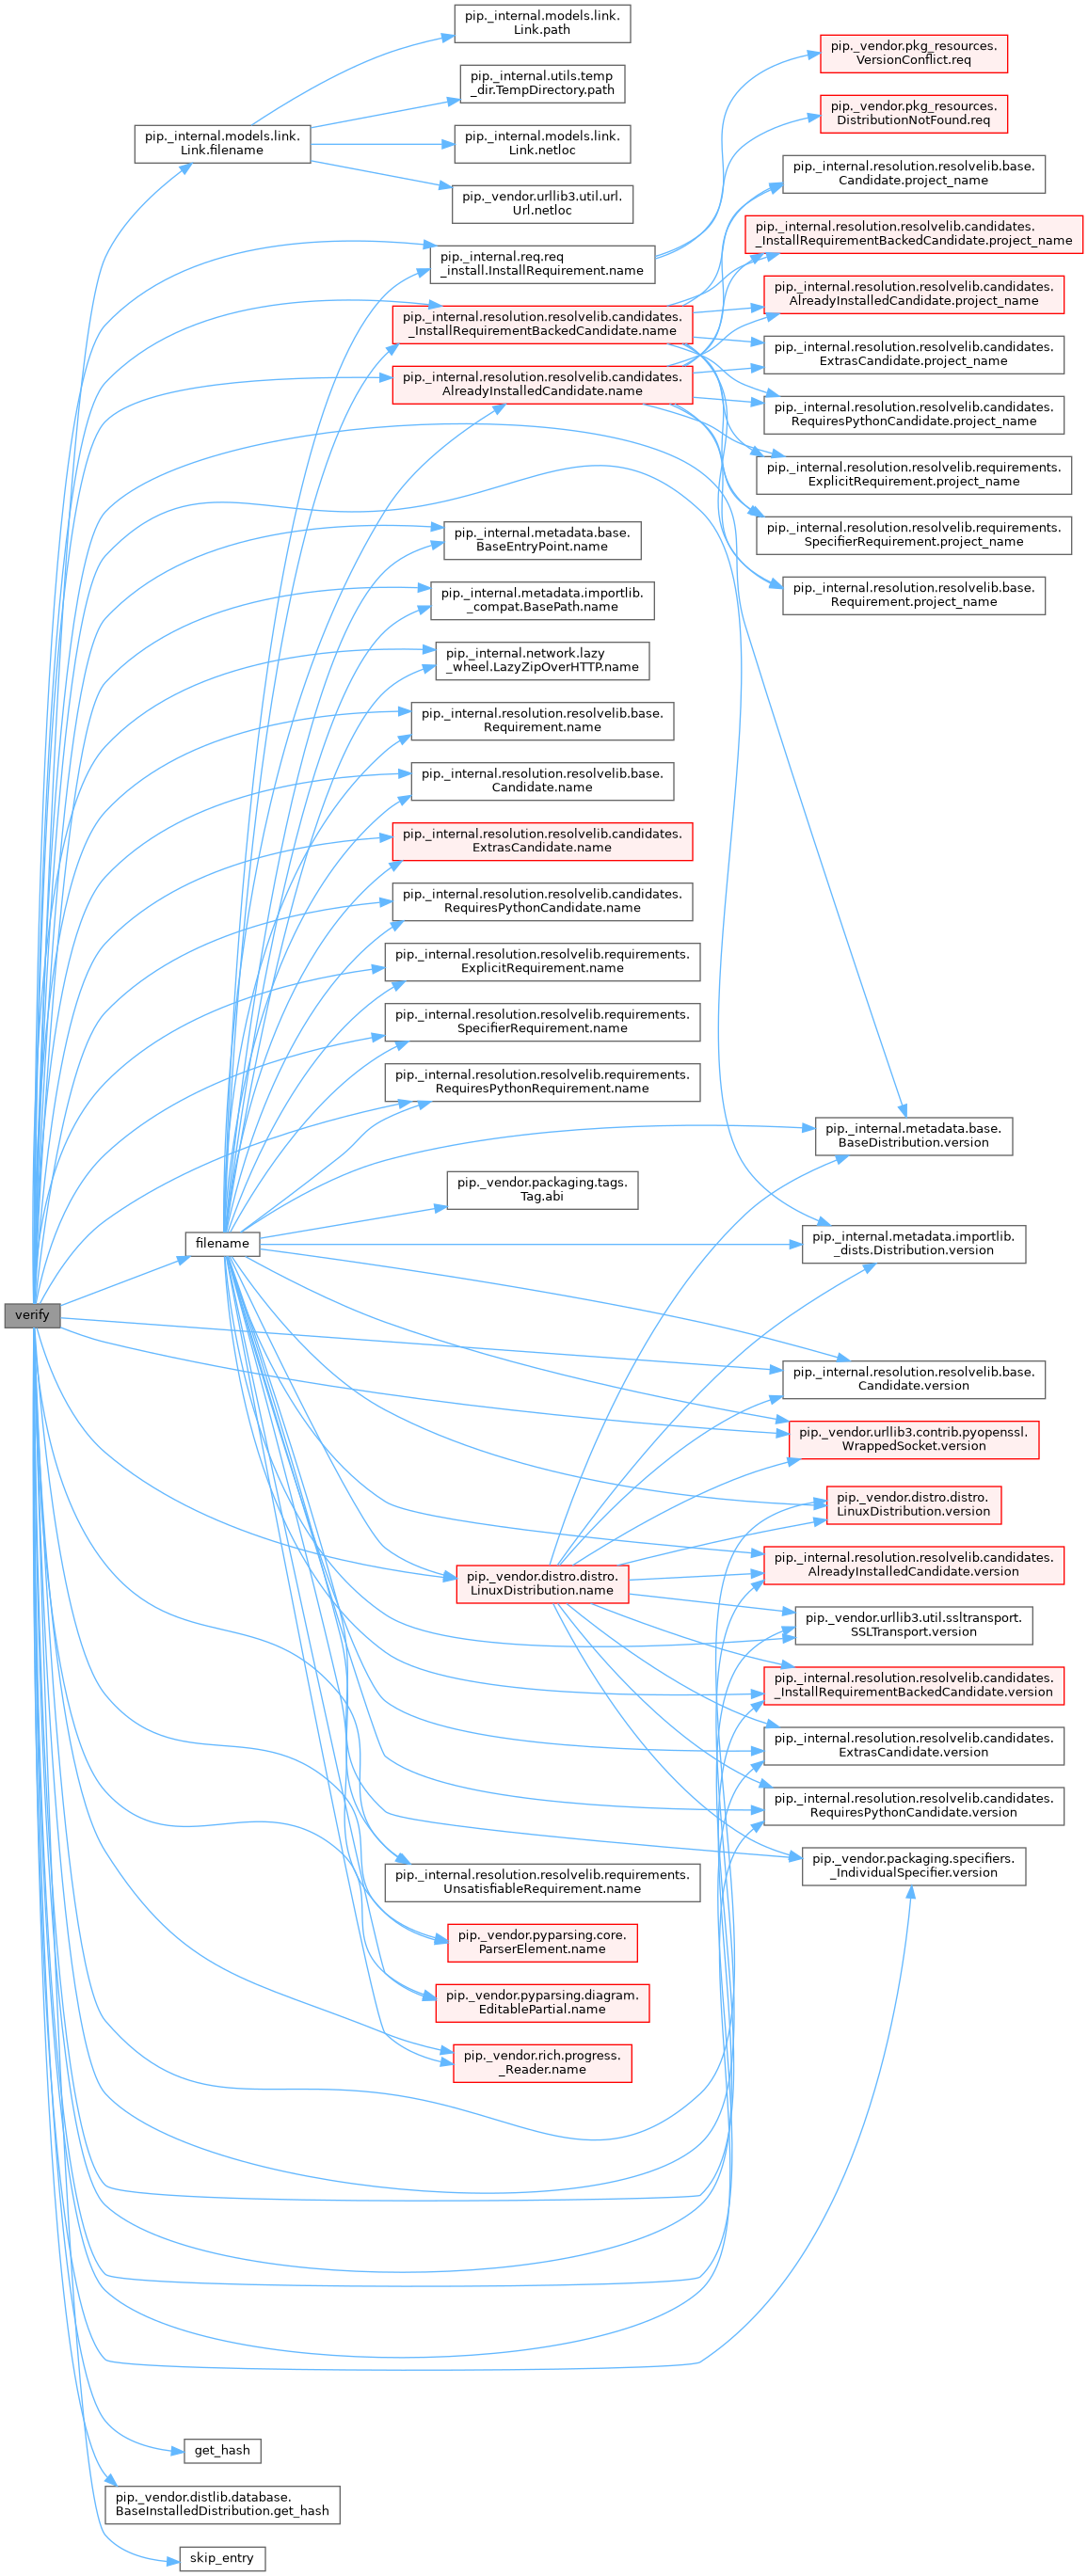 pip._internal.models.link.
Link.path
pip._vendor.pkg_resources.
VersionConflict.req
pip._internal.utils.temp
_dir.TempDirectory.path
pip._vendor.pkg_resources.
DistributionNotFound.req
pip._internal.models.link.
Link.filename
pip._internal.models.link.
Link.netloc
pip._internal.resolution.resolvelib.base.
Candidate.project_name
pip._vendor.urllib3.util.url.
Url.netloc
pip._internal.resolution.resolvelib.candidates.
_InstallRequirementBackedCandidate.project_name
pip._internal.req.req
_install.InstallRequirement.name
pip._internal.resolution.resolvelib.candidates.
AlreadyInstalledCandidate.project_name
pip._internal.resolution.resolvelib.candidates.
_InstallRequirementBackedCandidate.name
pip._internal.resolution.resolvelib.candidates.
ExtrasCandidate.project_name
pip._internal.resolution.resolvelib.candidates.
AlreadyInstalledCandidate.name
pip._internal.resolution.resolvelib.candidates.
RequiresPythonCandidate.project_name
pip._internal.resolution.resolvelib.requirements.
ExplicitRequirement.project_name
pip._internal.metadata.base.
BaseEntryPoint.name
pip._internal.resolution.resolvelib.requirements.
SpecifierRequirement.project_name
pip._internal.metadata.importlib.
_compat.BasePath.name
pip._internal.resolution.resolvelib.base.
Requirement.project_name
pip._internal.network.lazy
_wheel.LazyZipOverHTTP.name
pip._internal.resolution.resolvelib.base.
Requirement.name
pip._internal.resolution.resolvelib.base.
Candidate.name
pip._internal.resolution.resolvelib.candidates.
ExtrasCandidate.name
pip._internal.resolution.resolvelib.candidates.
RequiresPythonCandidate.name
pip._internal.resolution.resolvelib.requirements.
ExplicitRequirement.name
pip._internal.resolution.resolvelib.requirements.
SpecifierRequirement.name
pip._internal.resolution.resolvelib.requirements.
RequiresPythonRequirement.name
pip._internal.metadata.base.
BaseDistribution.version
pip._vendor.packaging.tags.
Tag.abi
filename
pip._internal.metadata.importlib.
_dists.Distribution.version
verify
pip._internal.resolution.resolvelib.base.
Candidate.version
pip._vendor.urllib3.contrib.pyopenssl.
WrappedSocket.version
pip._vendor.distro.distro.
LinuxDistribution.version
pip._vendor.distro.distro.
LinuxDistribution.name
pip._internal.resolution.resolvelib.candidates.
AlreadyInstalledCandidate.version
pip._vendor.urllib3.util.ssltransport.
SSLTransport.version
pip._internal.resolution.resolvelib.candidates.
_InstallRequirementBackedCandidate.version
pip._internal.resolution.resolvelib.candidates.
ExtrasCandidate.version
pip._internal.resolution.resolvelib.candidates.
RequiresPythonCandidate.version
pip._vendor.packaging.specifiers.
_IndividualSpecifier.version
pip._internal.resolution.resolvelib.requirements.
UnsatisfiableRequirement.name
pip._vendor.pyparsing.core.
ParserElement.name
pip._vendor.pyparsing.diagram.
EditablePartial.name
pip._vendor.rich.progress.
_Reader.name
get_hash
pip._vendor.distlib.database.
BaseInstalledDistribution.get_hash
skip_entry